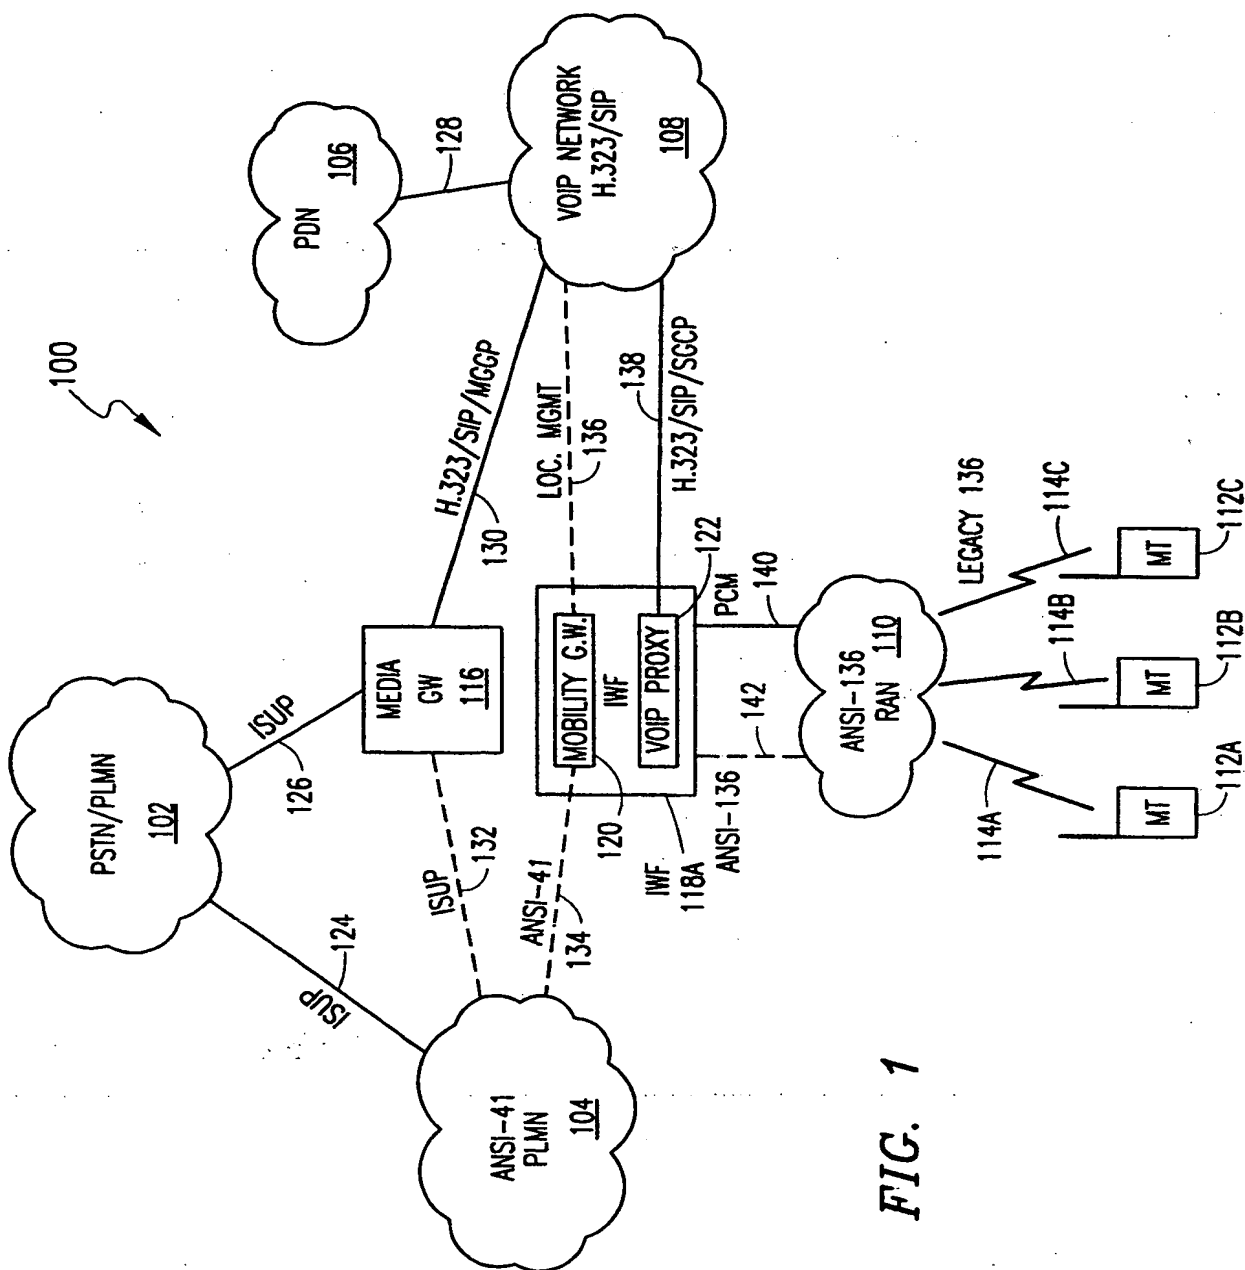 100
PSTN/PLMN
102
PDN
106
128
VOIP NETWORK
H.323/SIP
108
ISUP
124
ISUP
126
MEDIA
GW
116
H.323/SIP/MGGP
130
ISUP
132
ANSI-41
134
ANSI-41
PLMN
104
LOC. MGMT
136
H.323/SIP/SGCP
138
MOBILITY G.W.
IWF
VOIP PROXY
120
122
IWF
118A
ANSI-136
142
PCM
140
ANSI-136
RAN
110
LEGACY 136
114A
114B
114C
MT
112A
MT
112B
MT
112C
FIG. 1